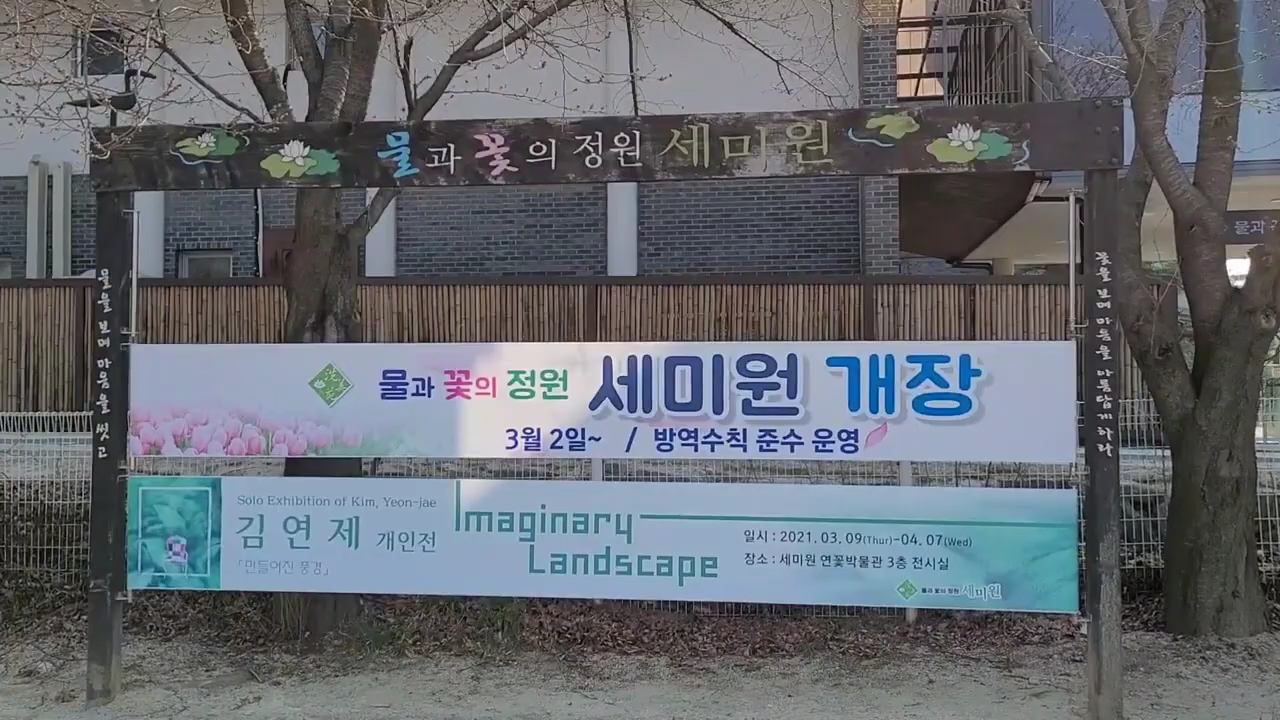 물과 꽃의 정원 세미원
물과
물을 보며 마음을 씻고
꽃을 보며 마음을 아름답게 하라
물과 꽃의 정원 세미원 개장
3월 2일~ / 방역수칙 준수 운영
Solo Exhibition of Kim, Yeon-jae
김연제 개인전
「만들어진 풍경」
Imaginary
Landscape
일시 : 2021. 03. 09(Thur)-04. 07(Wed)
장소 : 세미원 연꽃박물관 3층 전시실
물과 꽃의 정원 세미원